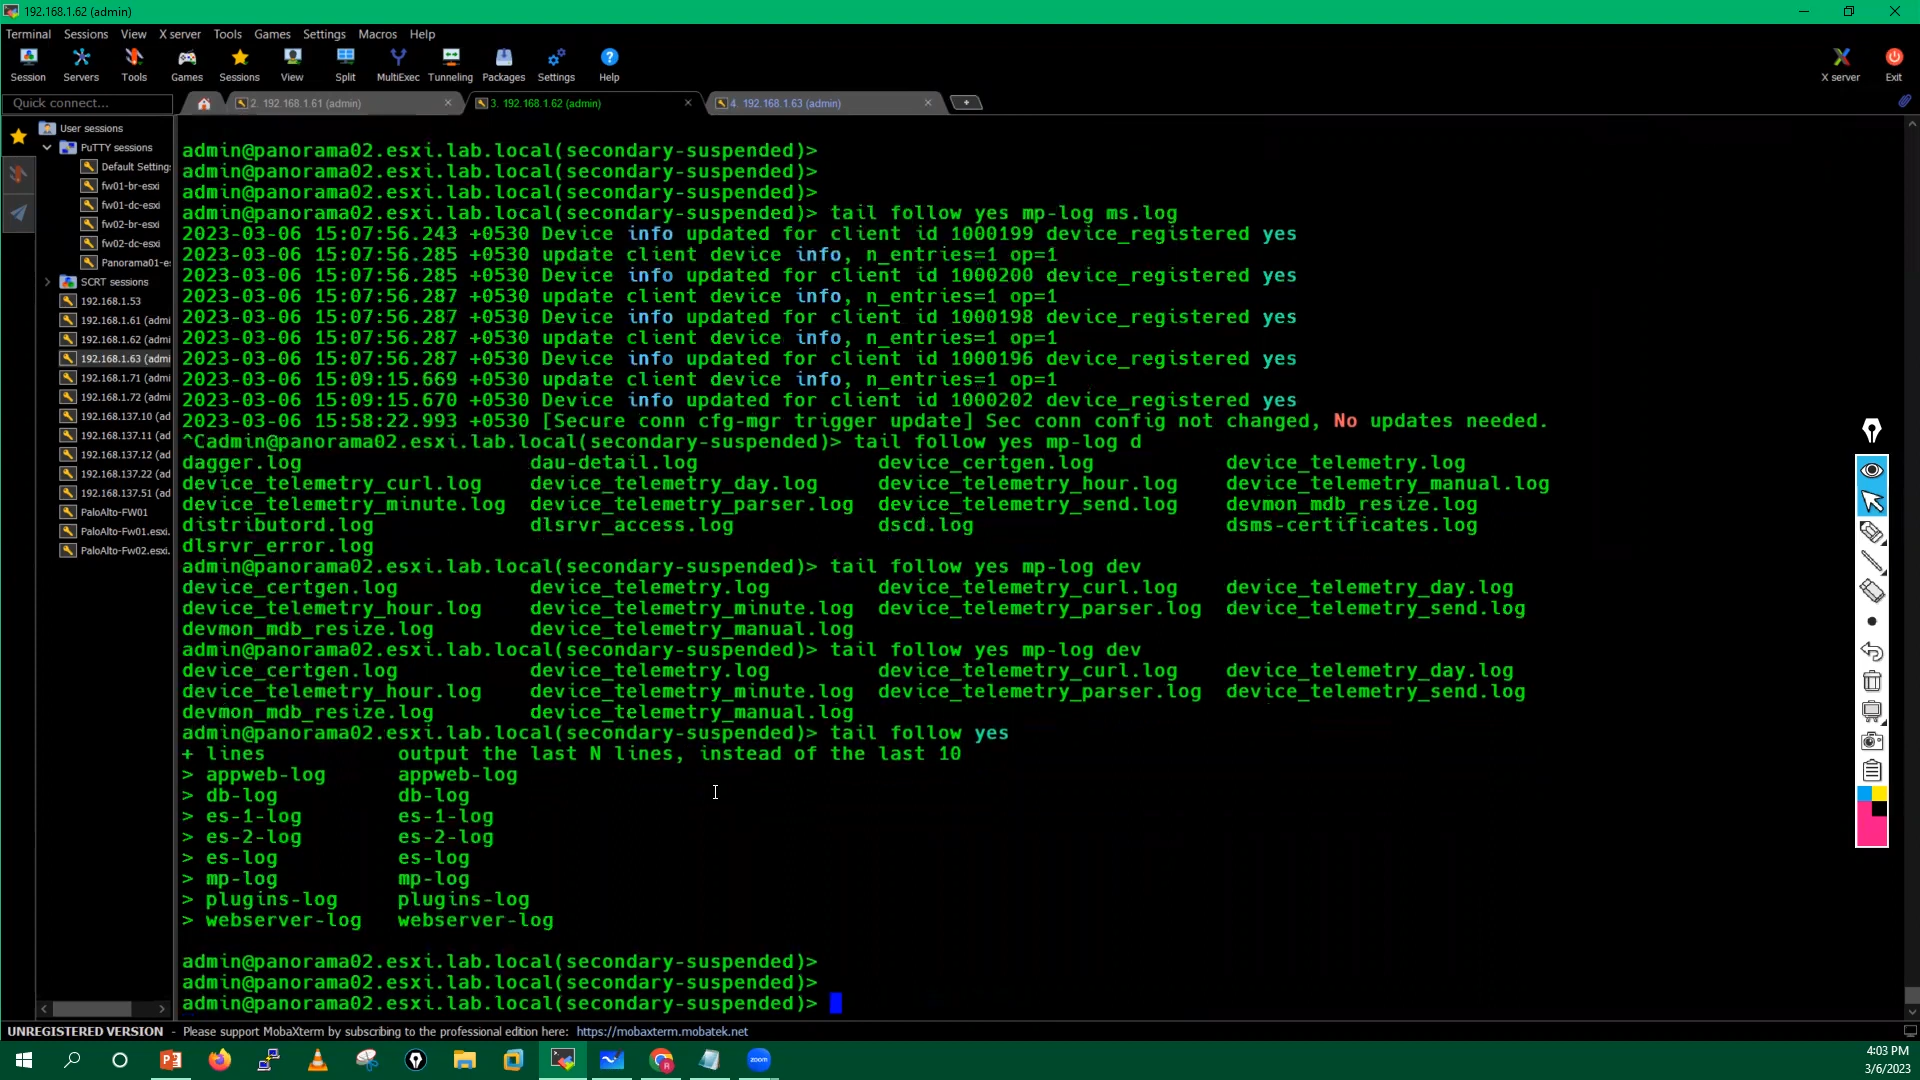 192.168.1.62 (admin)
Terminal Sessions View X server Tools Games Settings Macros Help
Session Servers Tools Games Sessions View Split MultiExec Tunneling Packages Settings Help X server Exit
Quick connect... 2. 192.168.1.61 (admin) 3. 192.168.1.62 (admin) 4. 192.168.1.63 (admin)
User sessions
PuTTY sessions
Default Setting
fw01-br-esxi
fw01-dc-esxi
fw02-br-esxi
fw02-dc-esxi
Panorama01-e
SCRT sessions
192.168.1.53
192.168.1.61 (admi
192.168.1.62 (admi
192.168.1.63 (admi
192.168.1.71 (admi
192.168.1.72 (admi
192.168.137.10 (ad
192.168.137.11 (ad
192.168.137.12 (ad
192.168.137.22 (ad
192.168.137.51 (ad
PaloAlto-FW01
PaloAlto-Fw01.esxi.
PaloAlto-Fw02.esxi.
admin@panorama02.esxi.lab.local(secondary-suspended)>
admin@panorama02.esxi.lab.local(secondary-suspended)>
admin@panorama02.esxi.lab.local(secondary-suspended)>
admin@panorama02.esxi.lab.local(secondary-suspended)> tail follow yes mp-log ms.log
2023-03-06 15:07:56.243 +0530 Device info updated for client id 1000199 device_registered yes
2023-03-06 15:07:56.285 +0530 update client device info, n_entries=1 op=1
2023-03-06 15:07:56.285 +0530 Device info updated for client id 1000200 device_registered yes
2023-03-06 15:07:56.287 +0530 update client device info, n_entries=1 op=1
2023-03-06 15:07:56.287 +0530 Device info updated for client id 1000198 device_registered yes
2023-03-06 15:07:56.287 +0530 update client device info, n_entries=1 op=1
2023-03-06 15:07:56.287 +0530 Device info updated for client id 1000196 device_registered yes
2023-03-06 15:09:15.669 +0530 update client device info, n_entries=1 op=1
2023-03-06 15:09:15.670 +0530 Device info updated for client id 1000202 device_registered yes
2023-03-06 15:58:22.993 +0530 [Secure conn cfg-mgr trigger update] Sec conn config not changed, No updates needed.
^Cadmin@panorama02.esxi.lab.local(secondary-suspended)> tail follow yes mp-log d
dagger.log dau-detail.log device_certgen.log device_telemetry.log
device_telemetry_curl.log device_telemetry_day.log device_telemetry_hour.log device_telemetry_manual.log
device_telemetry_minute.log device_telemetry_parser.log device_telemetry_send.log devmon_mdb_resize.log
distributord.log dlsrvr_access.log dscd.log dsms-certificates.log
dlsrvr_error.log
admin@panorama02.esxi.lab.local(secondary-suspended)> tail follow yes mp-log dev
device_certgen.log device_telemetry.log device_telemetry_curl.log device_telemetry_day.log
device_telemetry_hour.log device_telemetry_minute.log device_telemetry_parser.log device_telemetry_send.log
devmon_mdb_resize.log device_telemetry_manual.log
admin@panorama02.esxi.lab.local(secondary-suspended)> tail follow yes mp-log dev
device_certgen.log device_telemetry.log device_telemetry_curl.log device_telemetry_day.log
device_telemetry_hour.log device_telemetry_minute.log device_telemetry_parser.log device_telemetry_send.log
devmon_mdb_resize.log device_telemetry_manual.log
admin@panorama02.esxi.lab.local(secondary-suspended)> tail follow yes
+ lines output the last N lines, instead of the last 10
> appweb-log appweb-log
> db-log db-log
> es-1-log es-1-log
> es-2-log es-2-log
> es-log es-log
> mp-log mp-log
> plugins-log plugins-log
> webserver-log webserver-log
admin@panorama02.esxi.lab.local(secondary-suspended)>
admin@panorama02.esxi.lab.local(secondary-suspended)>
admin@panorama02.esxi.lab.local(secondary-suspended)>
UNREGISTERED VERSION - Please support MobaXterm by subscribing to the professional edition here: https://mobaxterm.mobatek.net
zoom
4:03 PM
3/6/2023